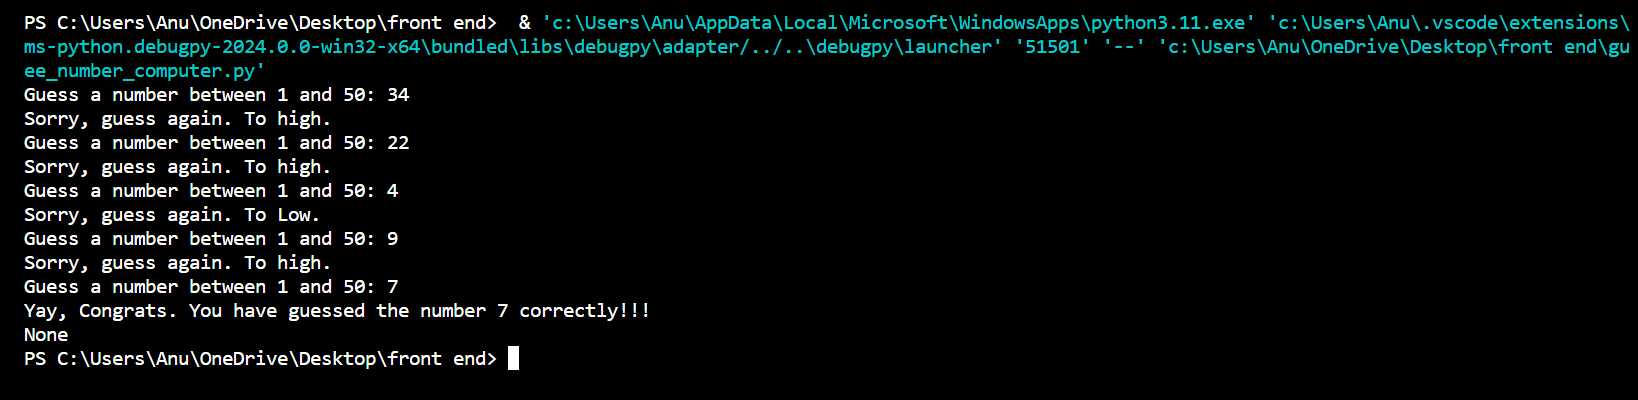 PS C:\Users\Anu\OneDrive\Desktop\front end>  & 'c:\Users\Anu\AppData\Local\Microsoft\WindowsApps\python3.11.exe' 'c:\Users\Anu\.vscode\extensions\
ms-python.debugpy-2024.0.0-win32-x64\bundled\libs\debugpy\adapter/../..\debugpy\launcher' '51501' '--' 'c:\Users\Anu\OneDrive\Desktop\front end\gu
ee_number_computer.py'
Guess a number between 1 and 50: 34
Sorry, guess again. To high.
Guess a number between 1 and 50: 22
Sorry, guess again. To high.
Guess a number between 1 and 50: 4
Sorry, guess again. To Low.
Guess a number between 1 and 50: 9
Sorry, guess again. To high.
Guess a number between 1 and 50: 7
Yay, Congrats. You have guessed the number 7 correctly!!!
None
PS C:\Users\Anu\OneDrive\Desktop\front end>